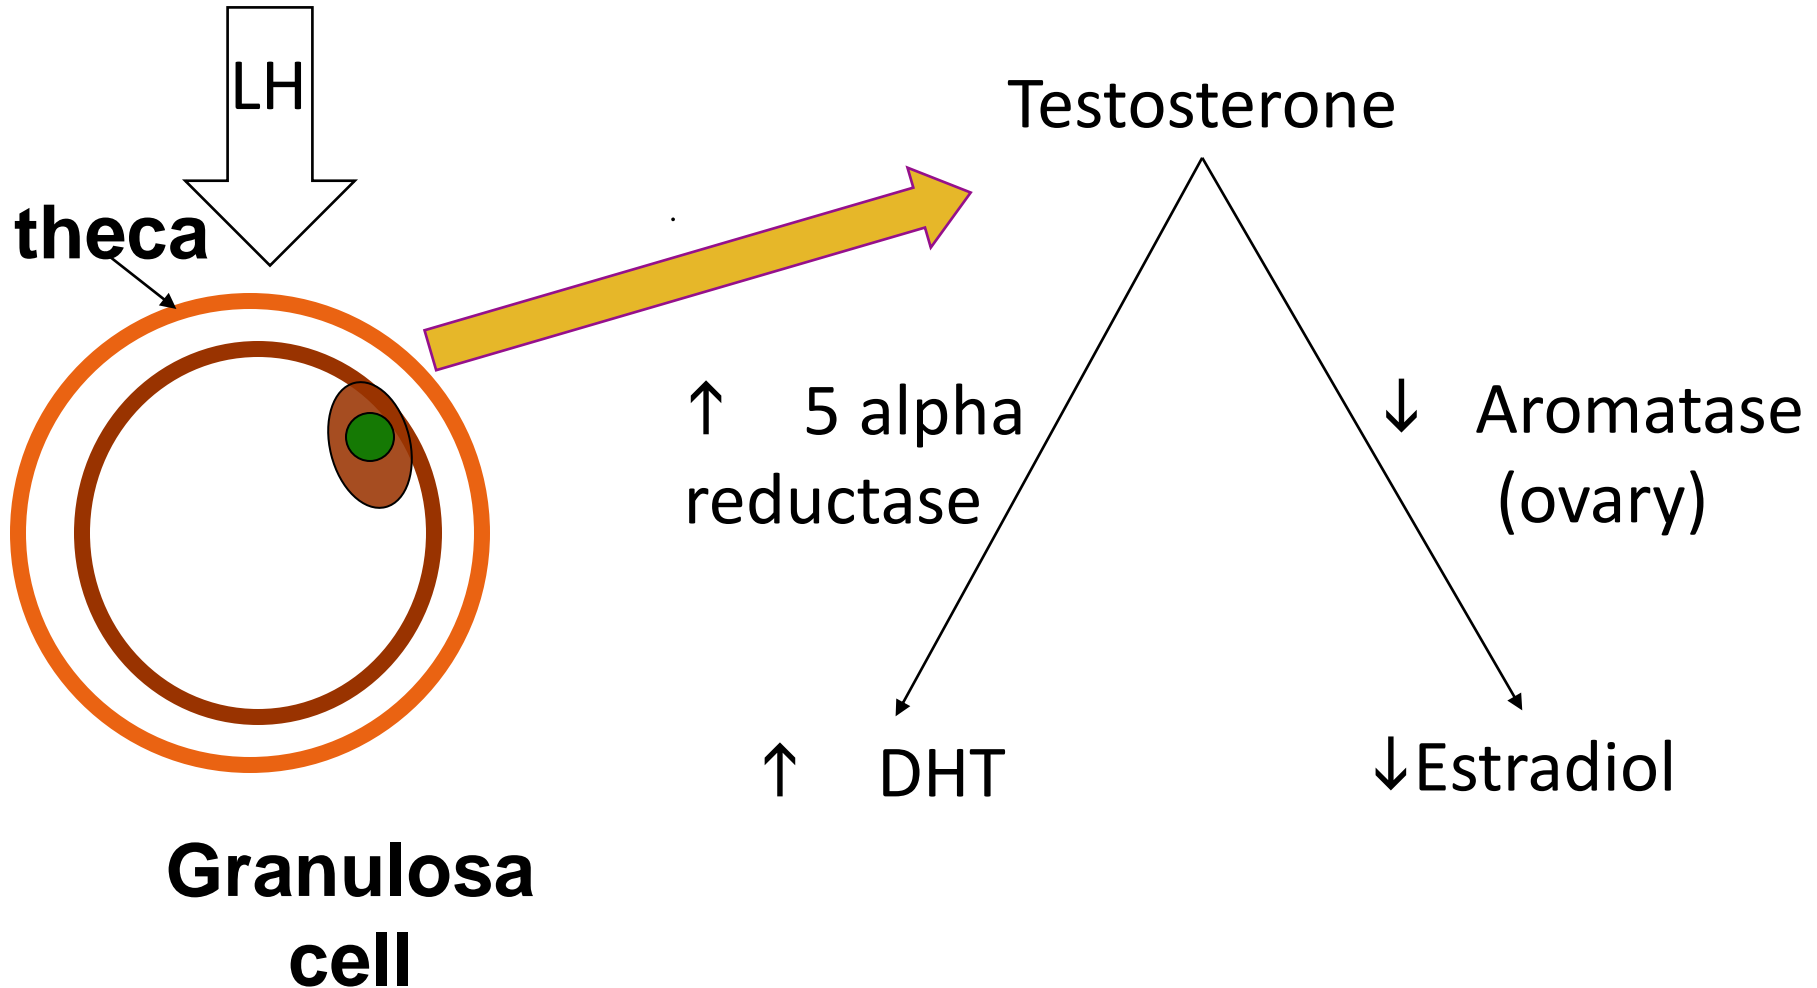 LH
theca
Granulosa
cell
Testosterone
↑ 5 alpha
reductase
↓ Aromatase
(ovary)
↑ DHT
↓Estradiol